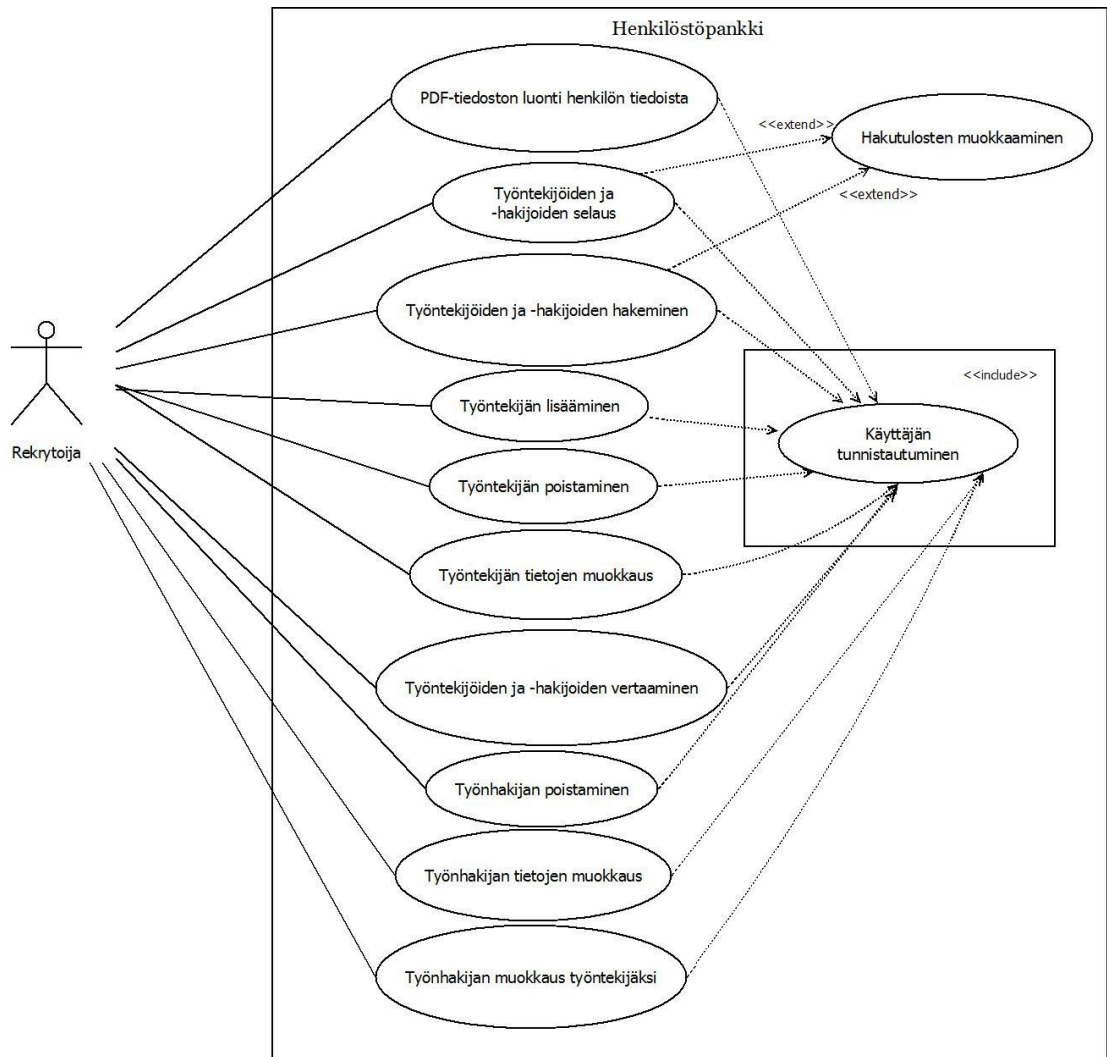 Henkilöstöpankki
PDF-tiedoston luonti henkilön tiedoista
<<extend>>
Hakutulosten muokkaaminen
Työntekijöiden ja
-hakijoiden selaus
<<extend>>
Työntekijöiden ja -hakijoiden hakeminen
<<include>>
Työntekijän lisääminen
Käyttäjän
tunnistautuminen
Rekrytoija
Työntekijän poistaminen
Työntekijän tietojen muokkaus
Työntekijöiden ja -hakijoiden vertaaminen
Työnhakijan poistaminen
Työnhakijan tietojen muokkaus
Työnhakijan muokkaus työntekijäksi